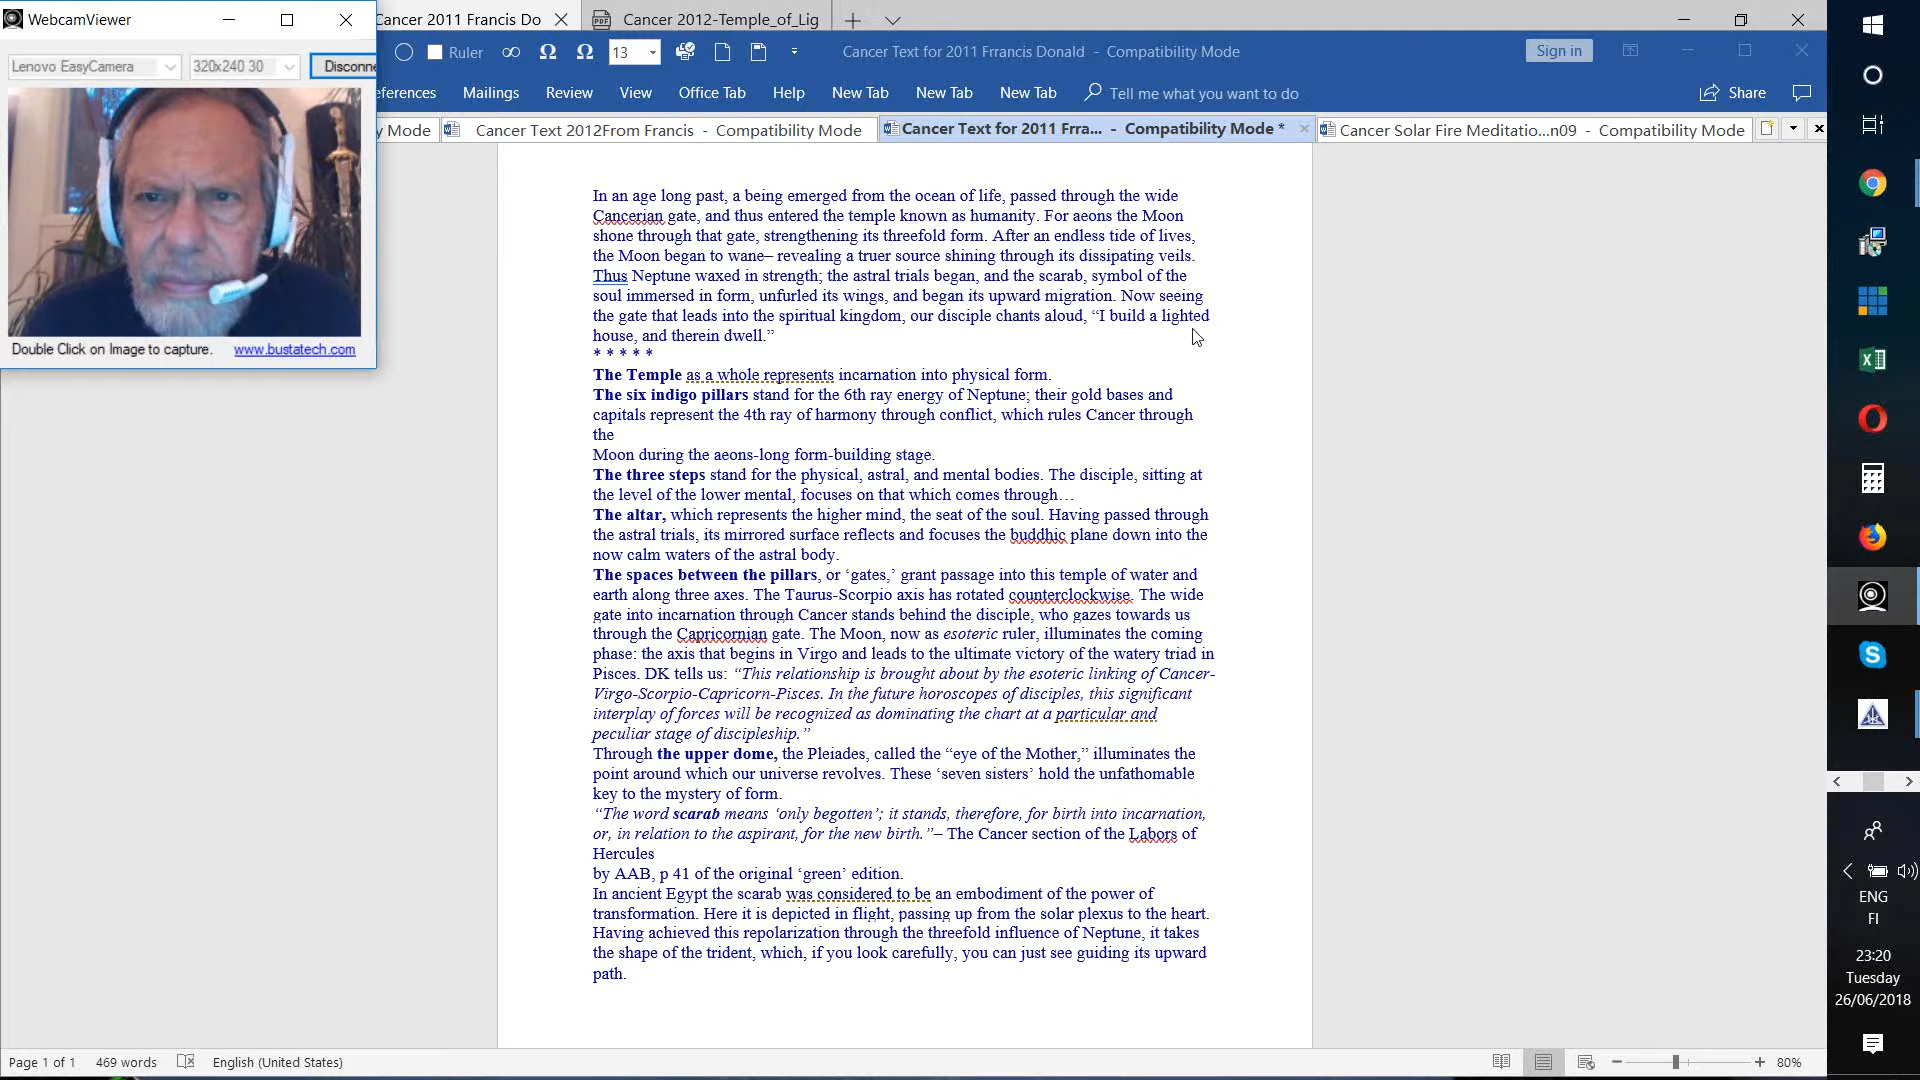 WebcamViewer
Cancer 2011 Francis Do
Cancer 2012-Temple_of_Lig
Lenovo EasyCamera
320x240 30
Disconne
Ruler
13
Cancer Text for 2011 Frrancis Donald - Compatibility Mode
Sign in
eferences
Mailings
Review
View
Office Tab
Help
New Tab
New Tab
New Tab
Tell me what you want to do
Share
y Mode
Cancer Text 2012From Francis - Compatibility Mode
Cancer Text for 2011 Frra... - Compatibility Mode *
Cancer Solar Fire Meditatio...n09 - Compatibility Mode
Double Click on Image to capture.
www.bustatech.com
In an age long past, a being emerged from the ocean of life, passed through the wide
Cancerian gate, and thus entered the temple known as humanity. For aeons the Moon
shone through that gate, strengthening its threefold form. After an endless tide of lives,
the Moon began to wane– revealing a truer source shining through its dissipating veils.
Thus Neptune waxed in strength; the astral trials began, and the scarab, symbol of the
soul immersed in form, unfurled its wings, and began its upward migration. Now seeing
the gate that leads into the spiritual kingdom, our disciple chants aloud, “I build a lighted
house, and therein dwell.”
* * * * *
The Temple as a whole represents incarnation into physical form.
The six indigo pillars stand for the 6th ray energy of Neptune; their gold bases and
capitals represent the 4th ray of harmony through conflict, which rules Cancer through
the
Moon during the aeons-long form-building stage.
The three steps stand for the physical, astral, and mental bodies. The disciple, sitting at
the level of the lower mental, focuses on that which comes through…
The altar, which represents the higher mind, the seat of the soul. Having passed through
the astral trials, its mirrored surface reflects and focuses the buddhic plane down into the
now calm waters of the astral body.
The spaces between the pillars, or ‘gates,’ grant passage into this temple of water and
earth along three axes. The Taurus-Scorpio axis has rotated counterclockwise. The wide
gate into incarnation through Cancer stands behind the disciple, who gazes towards us
through the Capricornian gate. The Moon, now as esoteric ruler, illuminates the coming
phase: the axis that begins in Virgo and leads to the ultimate victory of the watery triad in
Pisces. DK tells us: “This relationship is brought about by the esoteric linking of Cancer-
Virgo-Scorpio-Capricorn-Pisces. In the future horoscopes of disciples, this significant
interplay of forces will be recognized as dominating the chart at a particular and
peculiar stage of discipleship.”
Through the upper dome, the Pleiades, called the “eye of the Mother,” illuminates the
point around which our universe revolves. These ‘seven sisters’ hold the unfathomable
key to the mystery of form.
“The word scarab means ‘only begotten’; it stands, therefore, for birth into incarnation,
or, in relation to the aspirant, for the new birth.”– The Cancer section of the Labors of
Hercules
by AAB, p 41 of the original ‘green’ edition.
In ancient Egypt the scarab was considered to be an embodiment of the power of
transformation. Here it is depicted in flight, passing up from the solar plexus to the heart.
Having achieved this repolarization through the threefold influence of Neptune, it takes
the shape of the trident, which, if you look carefully, you can just see guiding its upward
path.
ENG
FI
23:20
Tuesday
26/06/2018
Page 1 of 1
469 words
English (United States)
80%